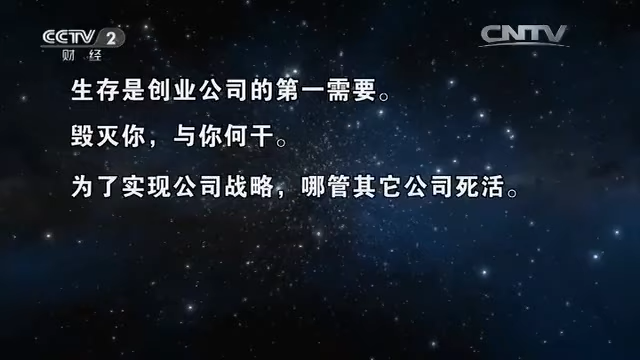 CCTV 2 CNTV
财经
生存是创业公司的第一需要。
毁灭你，与你何干。
为了实现公司战略，哪管其它公司死活。